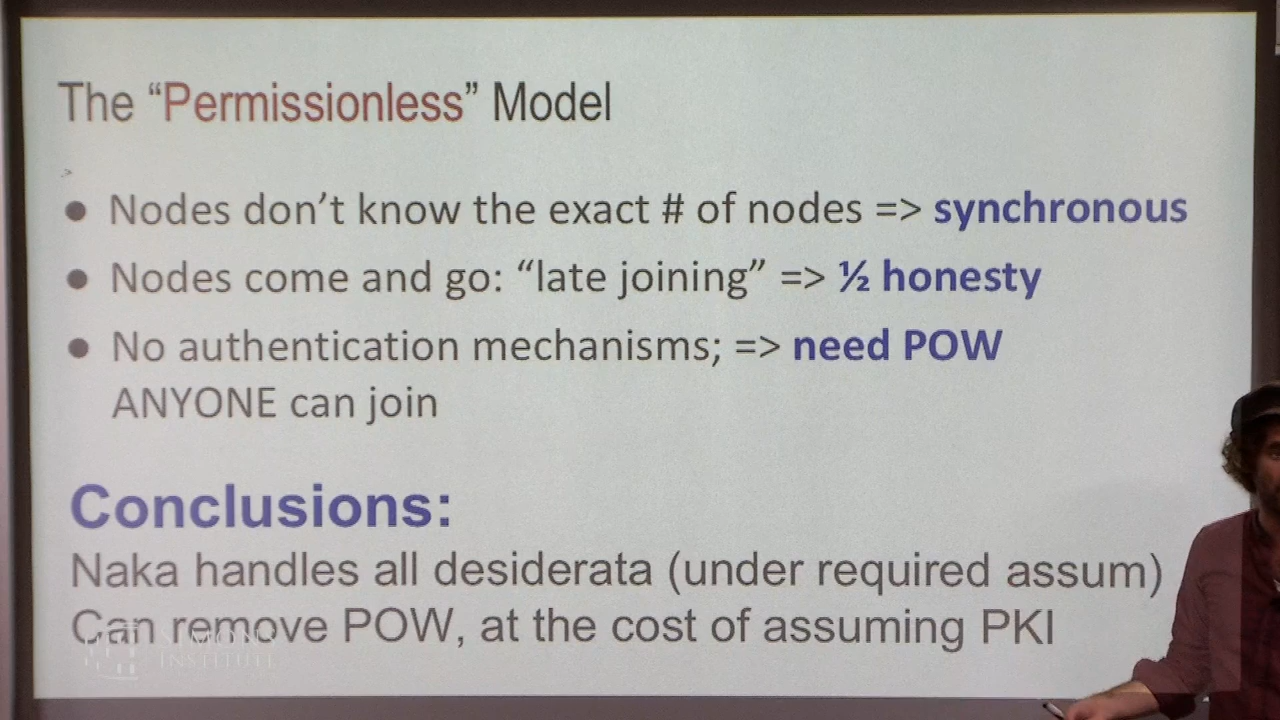 The “Permissionless” Model
● Nodes don’t know the exact # of nodes => synchronous
● Nodes come and go: “late joining” => ½ honesty
● No authentication mechanisms; => need POW
ANYONE can join
Conclusions:
Naka handles all desiderata (under required assum)
Can remove POW, at the cost of assuming PKI
SIMONS
INSTITUTE